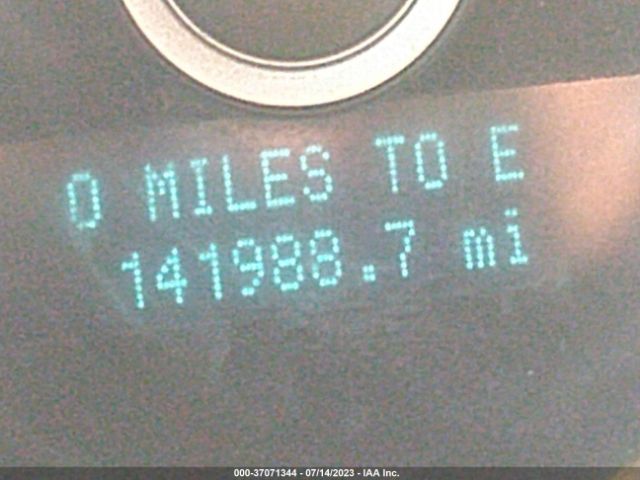 0 MILES TO E
141988.7 mi
000-37071344 - 07/14/2023 - IAA Inc.